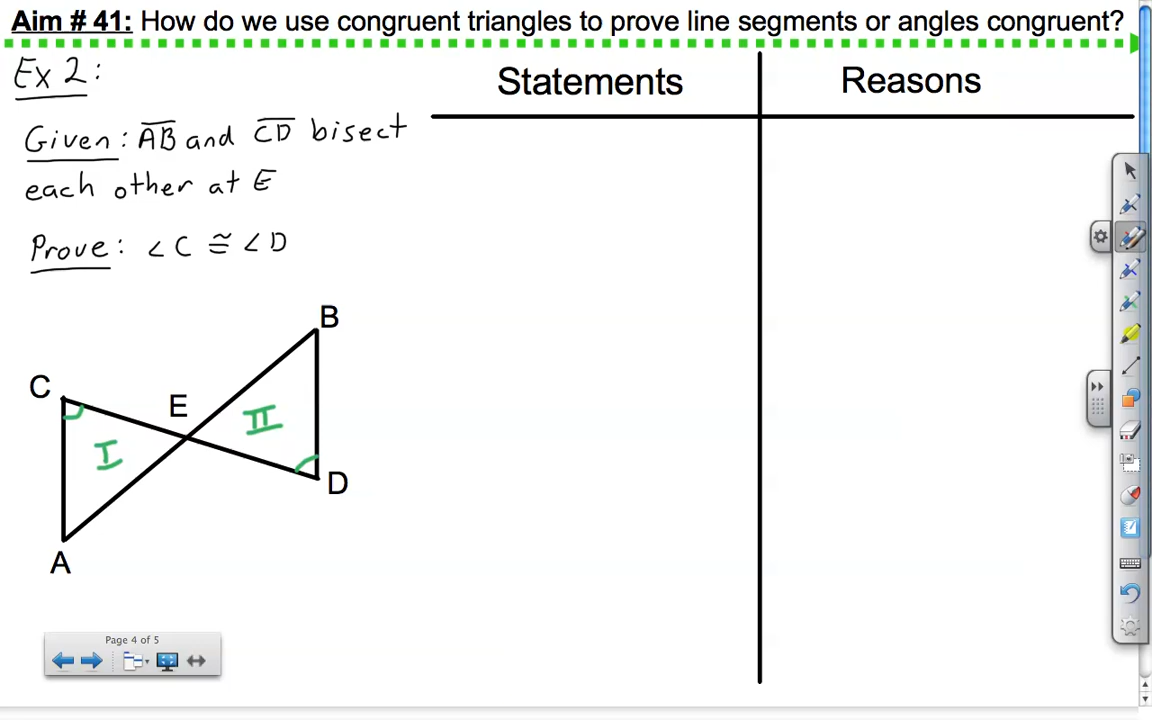 Aim # 41: How do we use congruent triangles to prove line segments or angles congruent?
Ex 2:
Statements
Reasons
Given: AB and CD bisect
each other at E
Prove: ∠C ≅ ∠D
B
C
E
II
I
D
A
Page 4 of 5